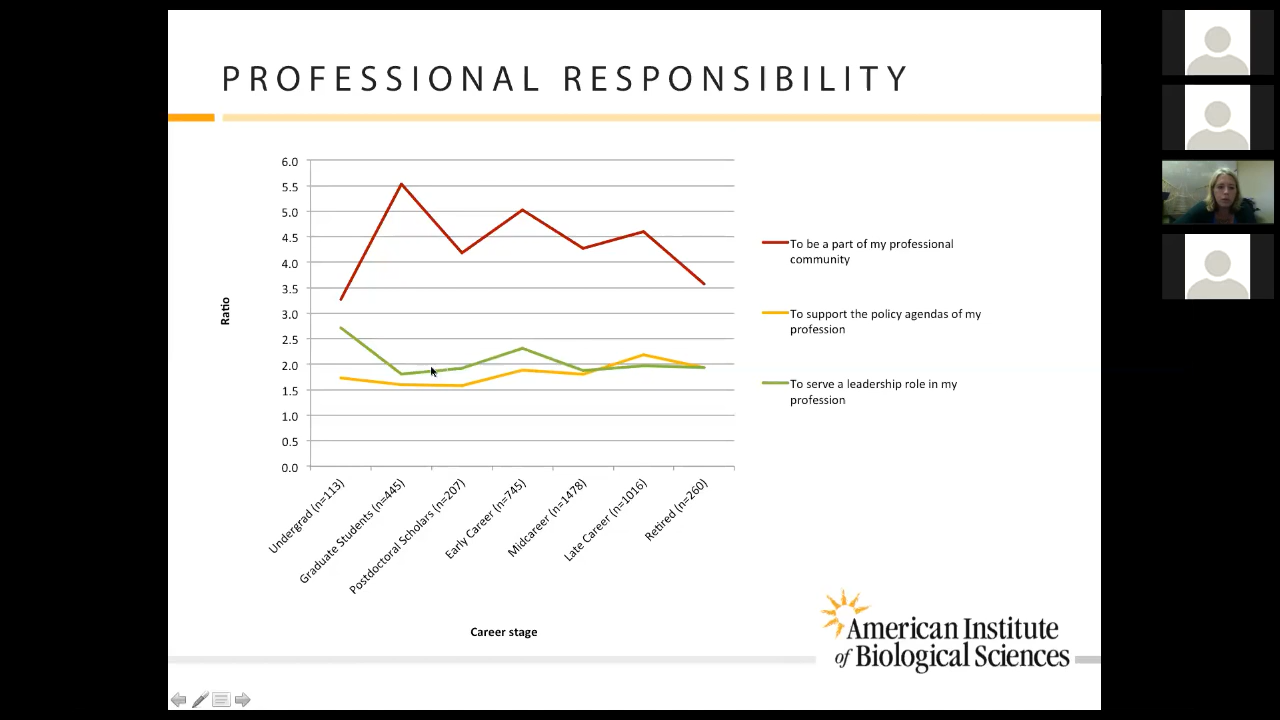 PROFESSIONAL RESPONSIBILITY
6.0
5.5
5.0
4.5
4.0
3.5
3.0
2.5
2.0
1.5
1.0
0.5
0.0
Ratio
Undergrad (n=113)
Graduate Students (n=445)
Postdoctoral Scholars (n=207)
Early Career (n=745)
Midcareer (n=1478)
Late Career (n=1016)
Retired (n=260)
Career stage
To be a part of my professional
community
To support the policy agendas of my
profession
To serve a leadership role in my
profession
American Institute
of Biological Sciences